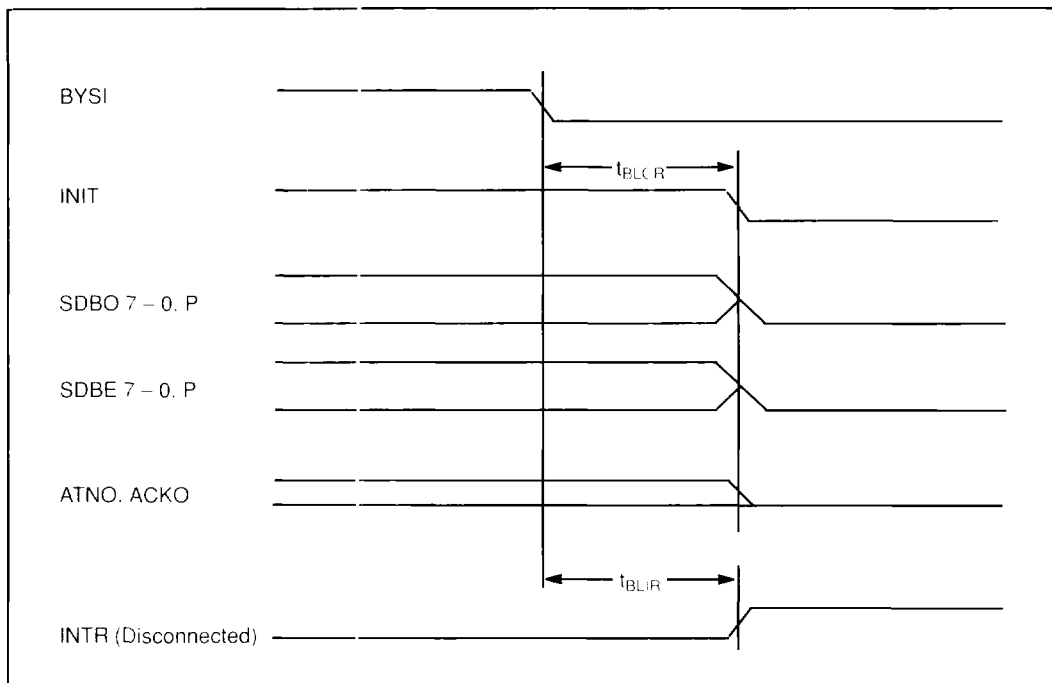 BYSI
tBLCR
INIT
SDBO 7 – 0. P
SDBE 7 – 0. P
ATNO. ACKO
tBLIR
INTR (Disconnected)